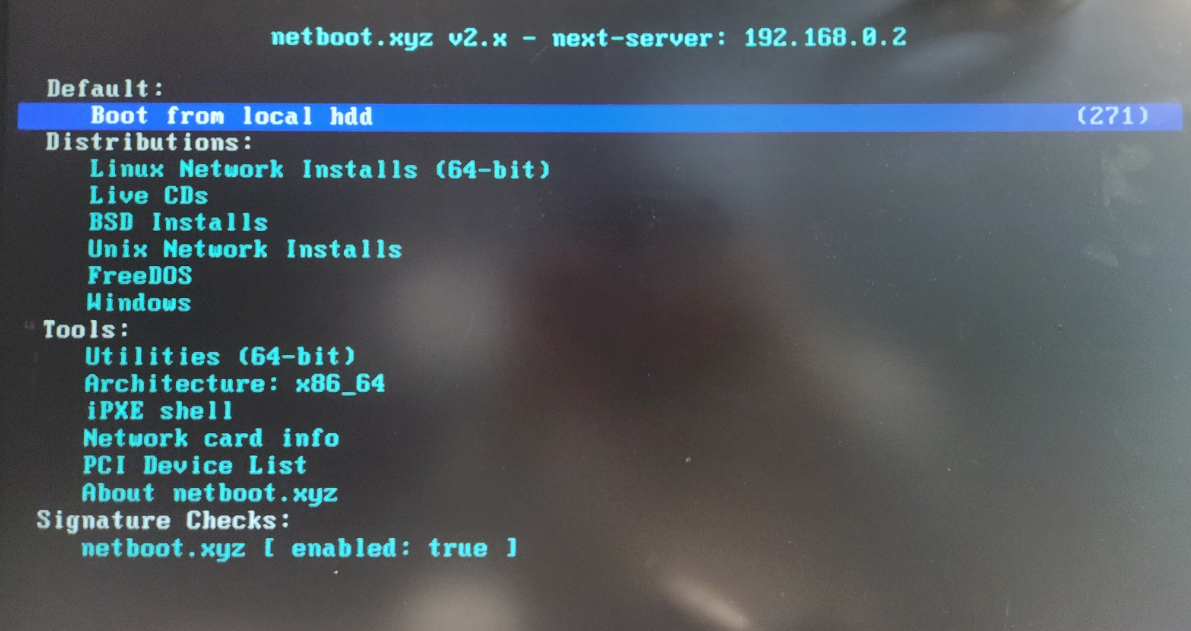 netboot.xyz v2.x - next-server: 192.168.0.2
Default:
Boot from local hdd (271)
Distributions:
Linux Network Installs (64-bit)
Live CDs
BSD Installs
Unix Network Installs
FreeDOS
Windows
Tools:
Utilities (64-bit)
Architecture: x86_64
iPXE shell
Network card info
PCI Device List
About netboot.xyz
Signature Checks:
netboot.xyz [ enabled: true ]